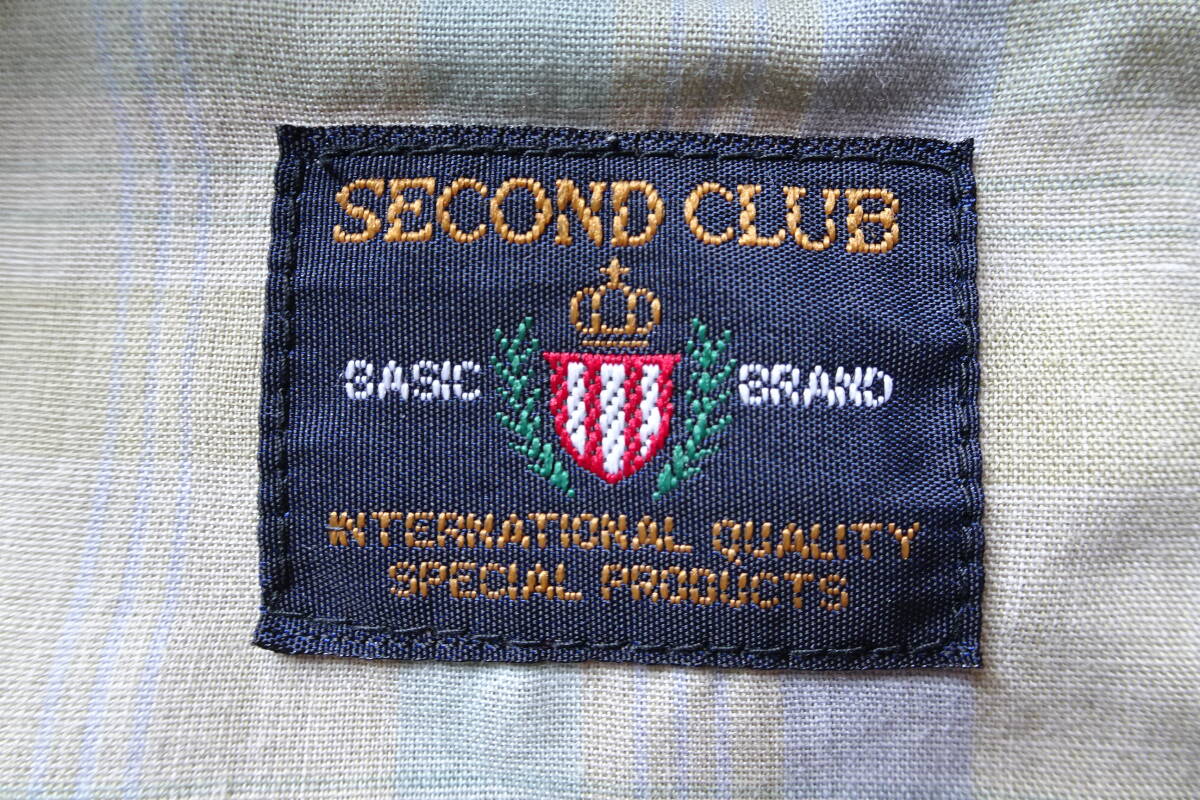 SECOND CLUB
BASIC BRAND
INTERNATIONAL QUALITY
SPECIAL PRODUCTS